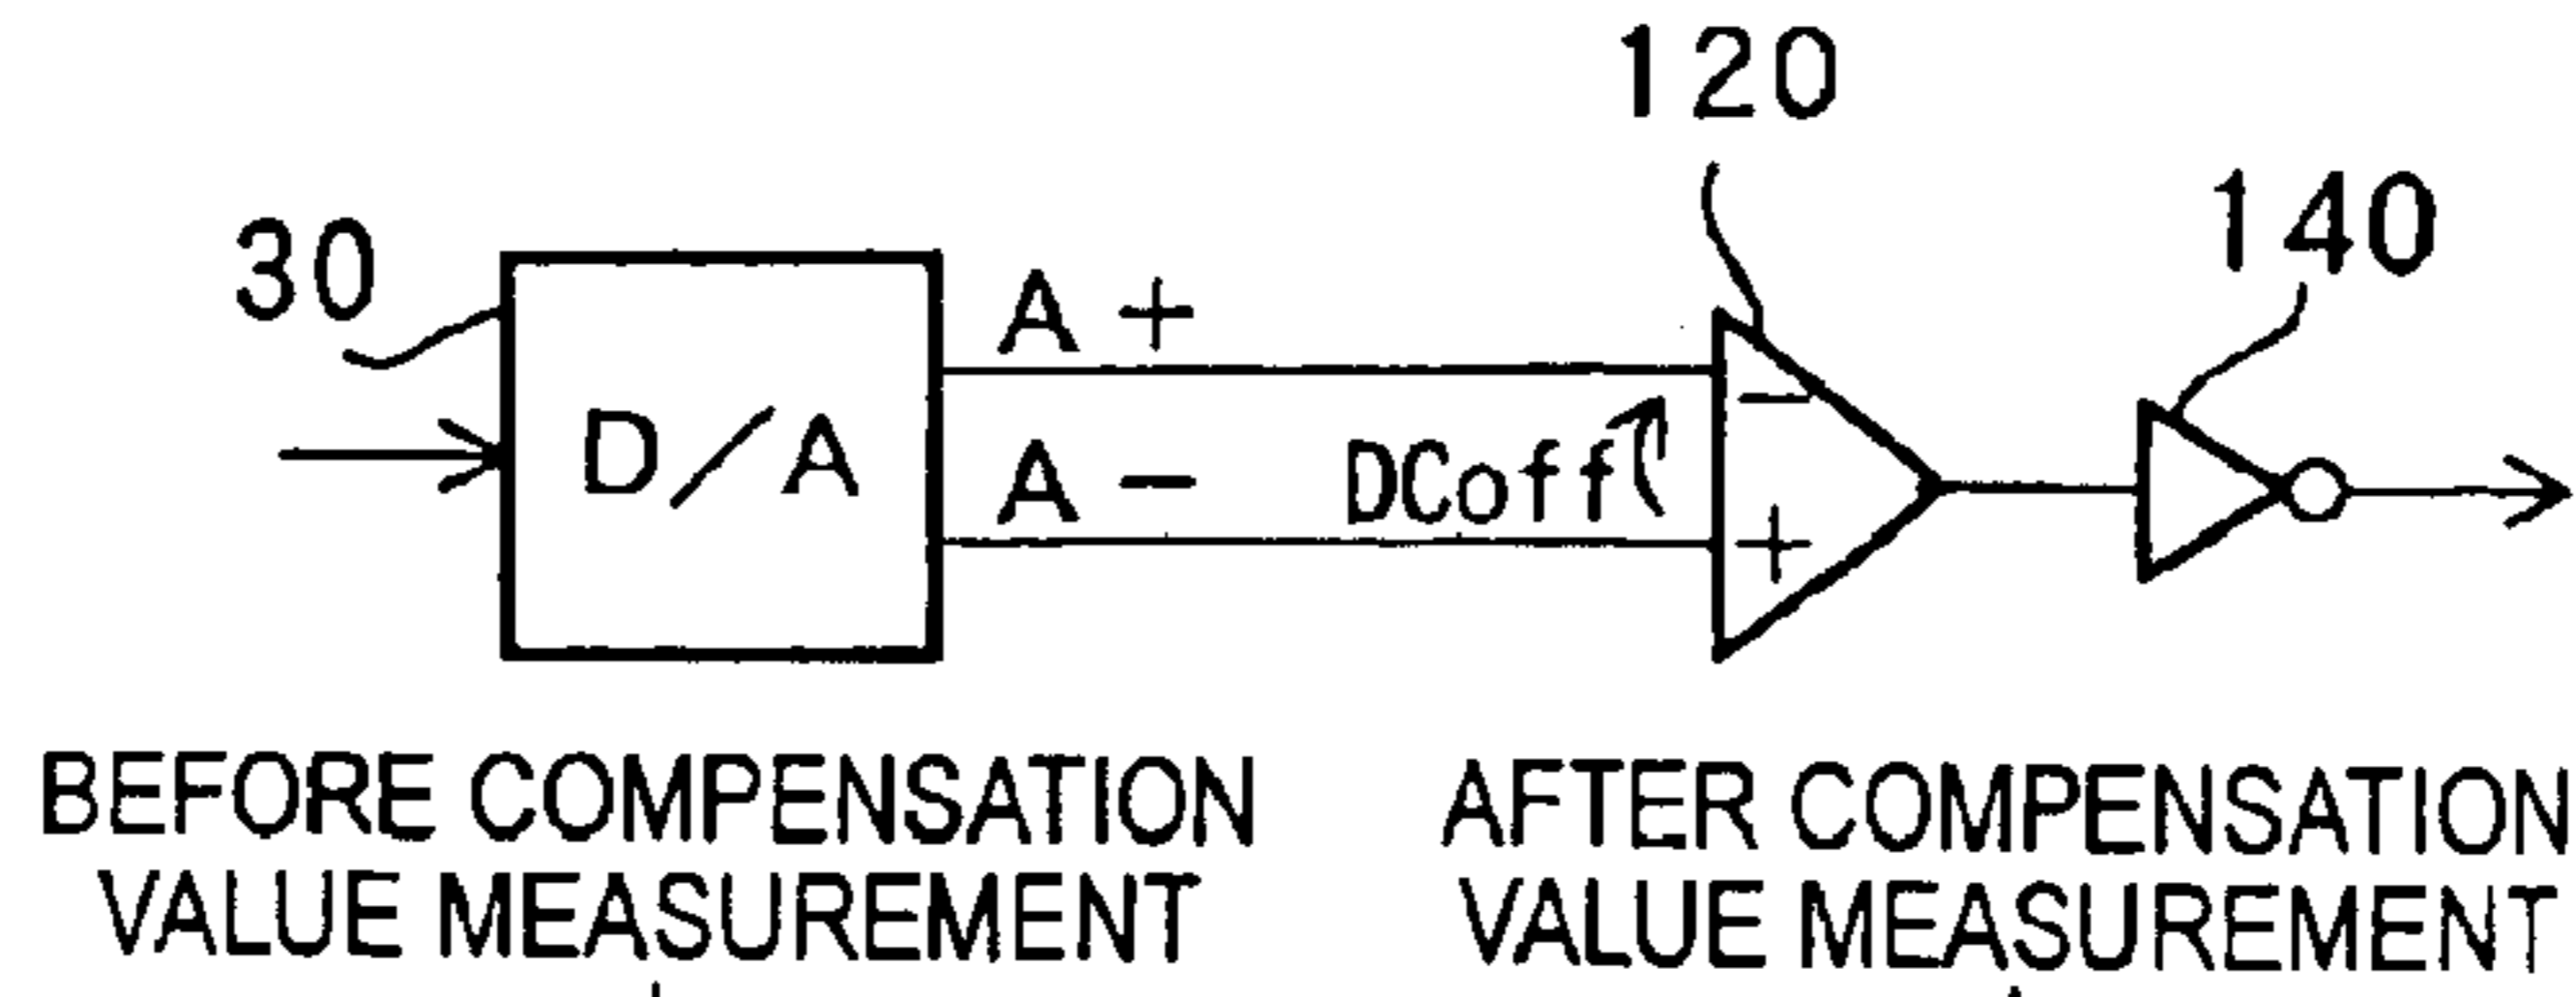 120
140
30
A+
D/A
A- DCoff
-
+
BEFORE COMPENSATION
VALUE MEASUREMENT
AFTER COMPENSATION
VALUE MEASUREMENT